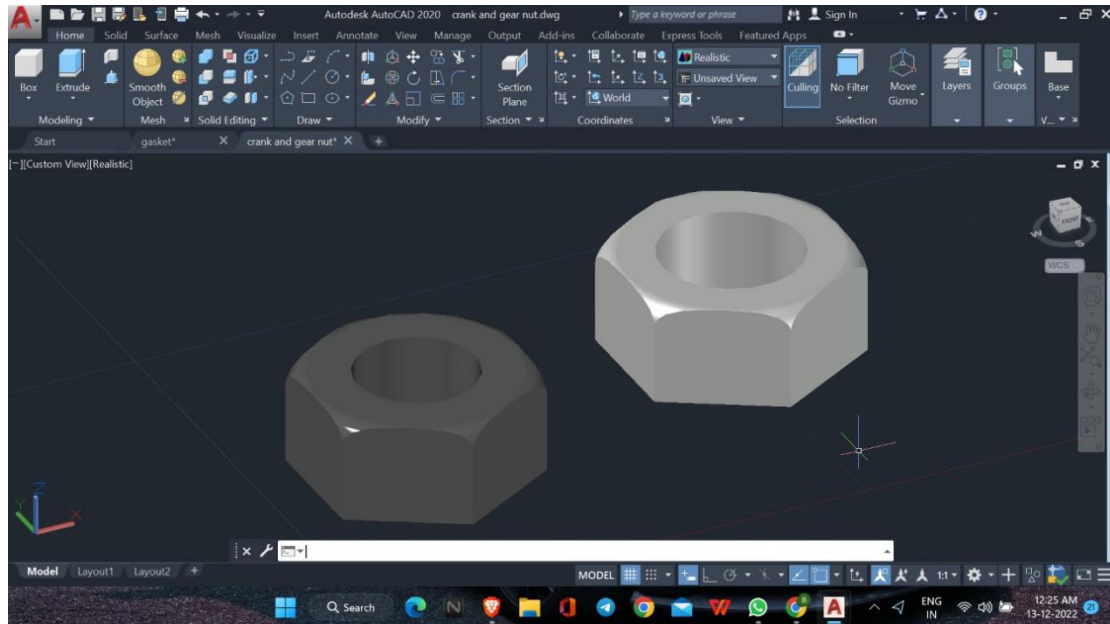 Autodesk AutoCAD 2020 crank and gear nut.dwg Type a keyword or phrase Sign In
Home Solid Surface Mesh Visualize Insert Annotate View Manage Output Add-ins Collaborate Express Tools Featured Apps
Realistic
Unsaved View
World
Box Extrude Smooth Object Section Plane Culling No Filter Move Gizmo Layers Groups Base
Modeling Mesh Solid Editing Draw Modify Section Coordinates View Selection V...
Start gasket* crank and gear nut*
[−][Custom View][Realistic]
FRONT
W S
WCS
Z
Y X
Model Layout1 Layout2
MODEL 1:1
Search
ENG
IN
12:25 AM
13-12-2022
21